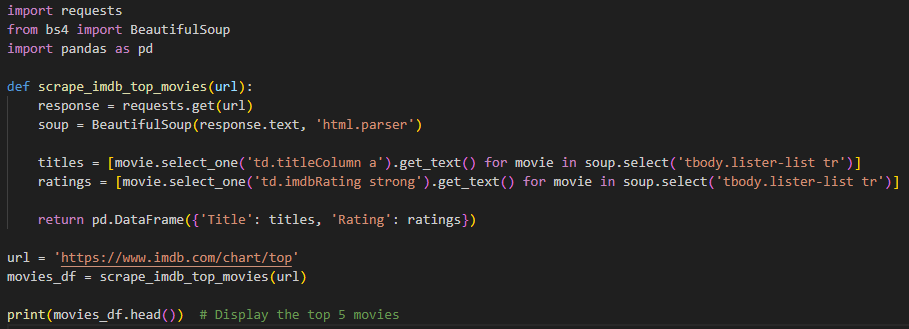 import requests
from bs4 import BeautifulSoup
import pandas as pd
def scrape_imdb_top_movies(url):
    response = requests.get(url)
    soup = BeautifulSoup(response.text, 'html.parser')
    titles = [movie.select_one('td.titleColumn a').get_text() for movie in soup.select('tbody.lister-list tr')]
    ratings = [movie.select_one('td.imdbRating strong').get_text() for movie in soup.select('tbody.lister-list tr')]
    return pd.DataFrame({'Title': titles, 'Rating': ratings})
url = 'https://www.imdb.com/chart/top'
movies_df = scrape_imdb_top_movies(url)
print(movies_df.head())  # Display the top 5 movies